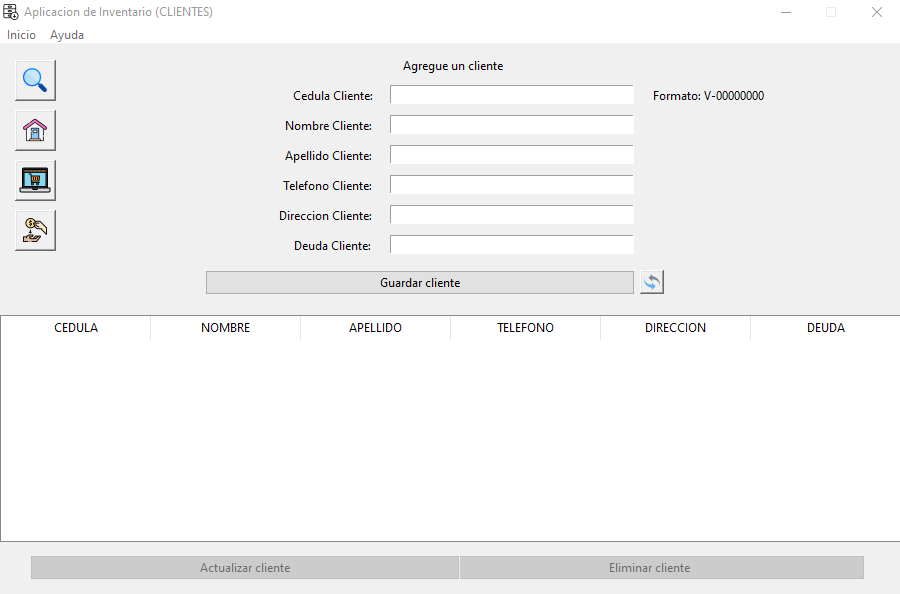 Aplicacion de Inventario (CLIENTES)
Inicio Ayuda
Agregue un cliente
Cedula Cliente: Formato: V-00000000
Nombre Cliente:
Apellido Cliente:
Telefono Cliente:
Direccion Cliente:
Deuda Cliente:
Guardar cliente
CEDULA NOMBRE APELLIDO TELEFONO DIRECCION DEUDA
Actualizar cliente Eliminar cliente